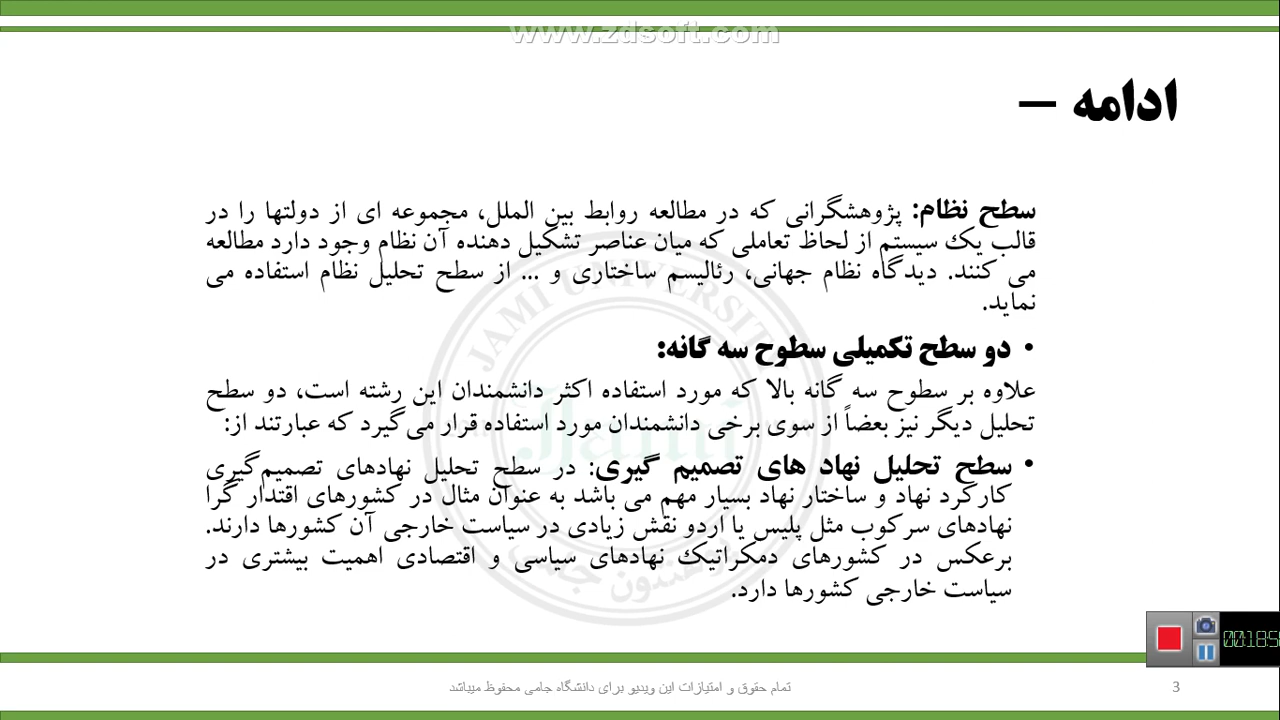 www.zdsoft.com
ادامه –
سطح نظام: پژوهشگرانی که در مطالعه روابط بین الملل، مجموعه ای از دولتها را در
قالب یک سیستم از لحاظ تعاملی که میان عناصر تشکیل دهنده آن نظام وجود دارد مطالعه
می کنند. دیدگاه نظام جهانی، رئالیسم ساختاری و ... از سطح تحلیل نظام استفاده می
نماید.
• دو سطح تکمیلی سطوح سه گانه:
علاوه بر سطوح سه گانه بالا که مورد استفاده اکثر دانشمندان این رشته است، دو سطح
تحلیل دیگر نیز بعضاً از سوی برخی دانشمندان مورد استفاده قرار می‌گیرد که عبارتند از:
• سطح تحلیل نهاد های تصمیم گیری: در سطح تحلیل نهادهای تصمیم‌گیری
کارکرد نهاد و ساختار نهاد بسیار مهم می باشد به عنوان مثال در کشورهای اقتدار گرا
نهادهای سرکوب مثل پلیس یا اردو نقش زیادی در سیاست خارجی آن کشورها دارند.
برعکس در کشورهای دمکراتیک نهادهای سیاسی و اقتصادی اهمیت بیشتری در
سیاست خارجی کشورها دارد.
JAMI UNIVERSITY
Jami
تمام حقوق و امتیازات این ویدیو برای دانشگاه جامی محفوظ میباشد
3